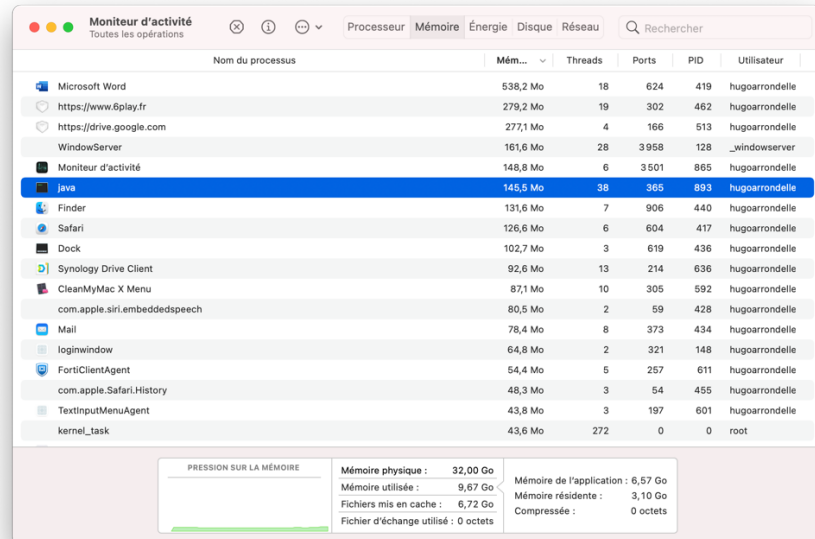 Moniteur d'activité
Toutes les opérations
Processeur Mémoire Énergie Disque Réseau Rechercher
Nom du processus Mém... Threads Ports PID Utilisateur
Microsoft Word 538,2 Mo 18 624 419 hugoarrondelle
https://www.6play.fr 279,2 Mo 19 302 462 hugoarrondelle
https://drive.google.com 277,1 Mo 4 166 513 hugoarrondelle
WindowServer 161,6 Mo 28 3 958 128 _windowserver
Moniteur d'activité 148,8 Mo 6 3 501 865 hugoarrondelle
java 145,5 Mo 38 365 893 hugoarrondelle
Finder 131,6 Mo 7 906 440 hugoarrondelle
Safari 126,6 Mo 6 604 417 hugoarrondelle
Dock 102,7 Mo 3 619 436 hugoarrondelle
Synology Drive Client 92,6 Mo 13 214 636 hugoarrondelle
CleanMyMac X Menu 87,1 Mo 10 305 592 hugoarrondelle
com.apple.siri.embeddedspeech 80,5 Mo 2 59 428 hugoarrondelle
Mail 78,4 Mo 8 373 434 hugoarrondelle
loginwindow 64,8 Mo 2 321 148 hugoarrondelle
FortiClientAgent 54,4 Mo 5 257 611 hugoarrondelle
com.apple.Safari.History 48,3 Mo 3 54 455 hugoarrondelle
TextInputMenuAgent 43,8 Mo 3 197 601 hugoarrondelle
kernel_task 43,6 Mo 272 0 0 root
PRESSION SUR LA MÉMOIRE
Mémoire physique : 32,00 Go
Mémoire utilisée : 9,67 Go
Fichiers mis en cache : 6,72 Go
Fichier d'échange utilisé : 0 octets
Mémoire de l'application : 6,57 Go
Mémoire résidente : 3,10 Go
Compressée : 0 octets